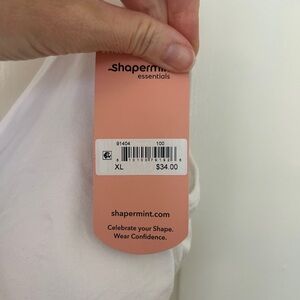 Shapermint
essentials
91404 100
XL $34.00
shapermint.com
Celebrate your Shape.
Wear Confidence.